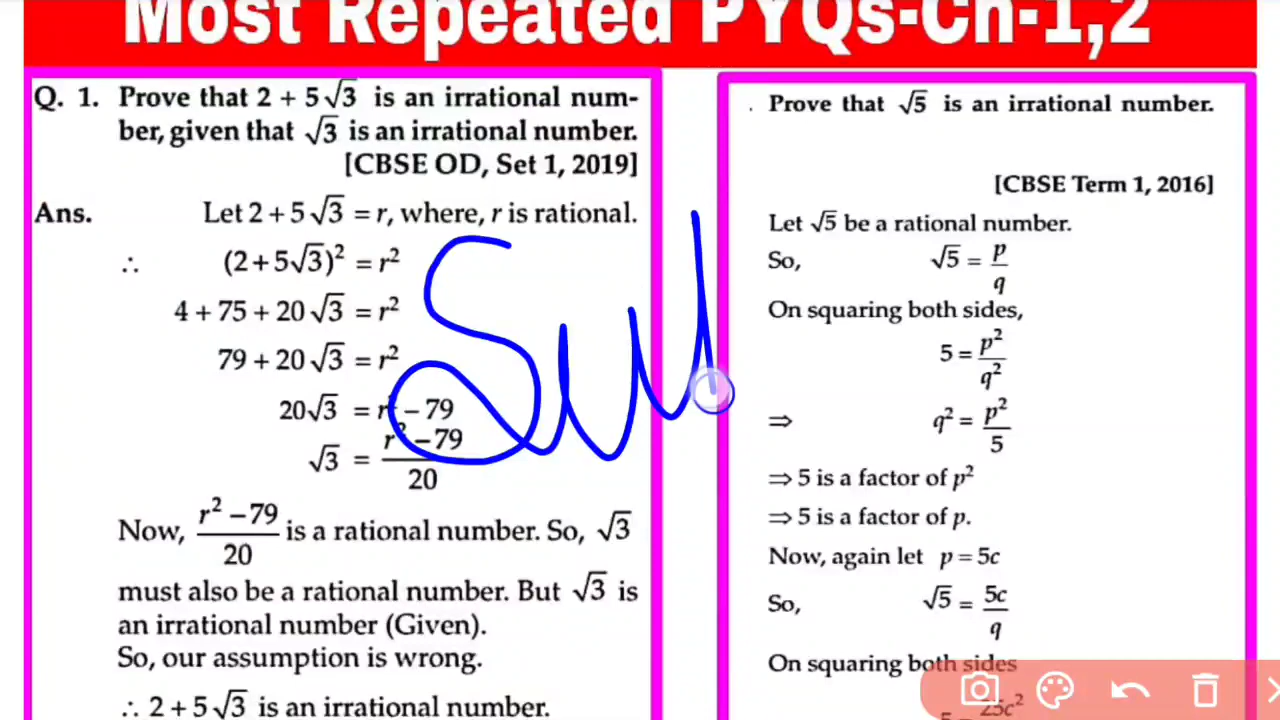 Most Repeated PYQs-Ch-1,2
Q. 1. Prove that 2 + 5√3 is an irrational num-
ber, given that √3 is an irrational number.
[CBSE OD, Set 1, 2019]
Ans. Let 2 + 5√3 = r, where, r is rational.
∴ (2+5√3)² = r²
4 + 75 + 20√3 = r²
79 + 20√3 = r²
20√3 = r² – 79
√3 = (r² – 79)/20
Now, (r² – 79)/20 is a rational number. So, √3
must also be a rational number. But √3 is
an irrational number (Given).
So, our assumption is wrong.
∴ 2 + 5√3 is an irrational number.
Prove that √5 is an irrational number.
[CBSE Term 1, 2016]
Let √5 be a rational number.
So, √5 = p/q
On squaring both sides,
5 = p²/q²
⇒ q² = p²/5
⇒ 5 is a factor of p²
⇒ 5 is a factor of p.
Now, again let p = 5c
So, √5 = 5c/q
On squaring both sides
25c²